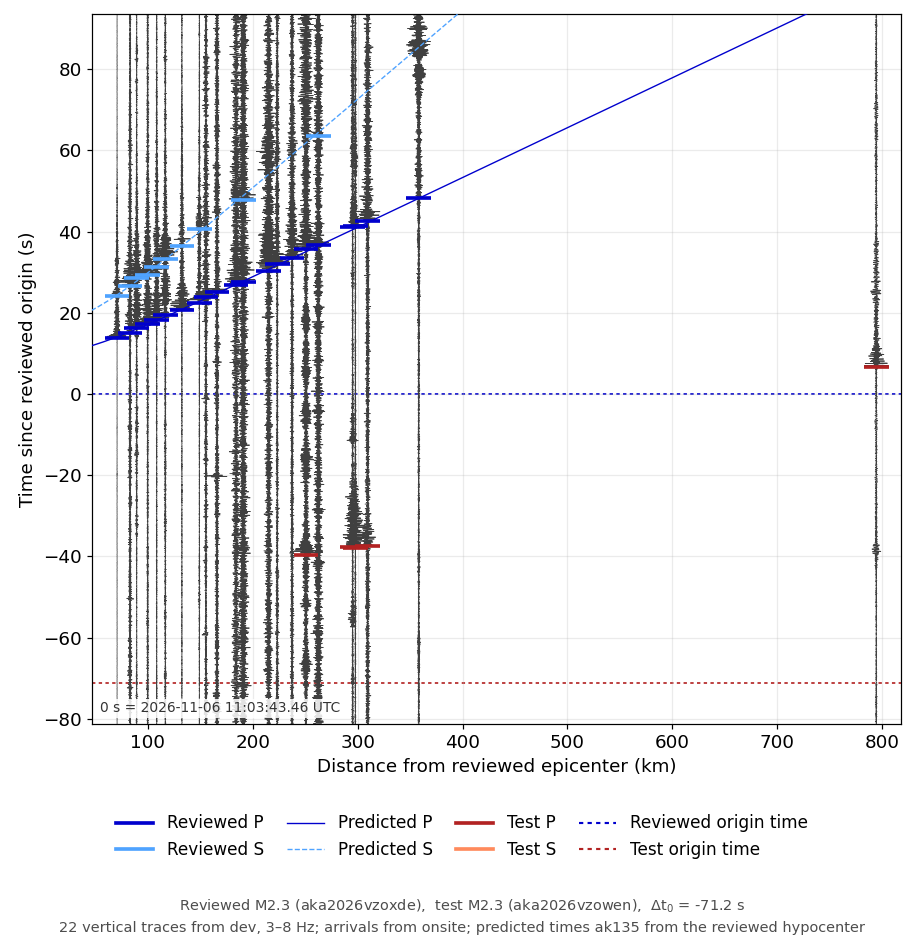 80
60
40
20
0
−20
−40
−60
−80
Time since reviewed origin (s)
0 s = 2026-11-06 11:03:43.46 UTC
100 200 300 400 500 600 700 800
Distance from reviewed epicenter (km)
Reviewed P Predicted P Test P Reviewed origin time
Reviewed S Predicted S Test S Test origin time
Reviewed M2.3 (aka2026vzoxde), test M2.3 (aka2026vzowen), Δt₀ = -71.2 s
22 vertical traces from dev, 3–8 Hz; arrivals from onsite; predicted times ak135 from the reviewed hypocenter